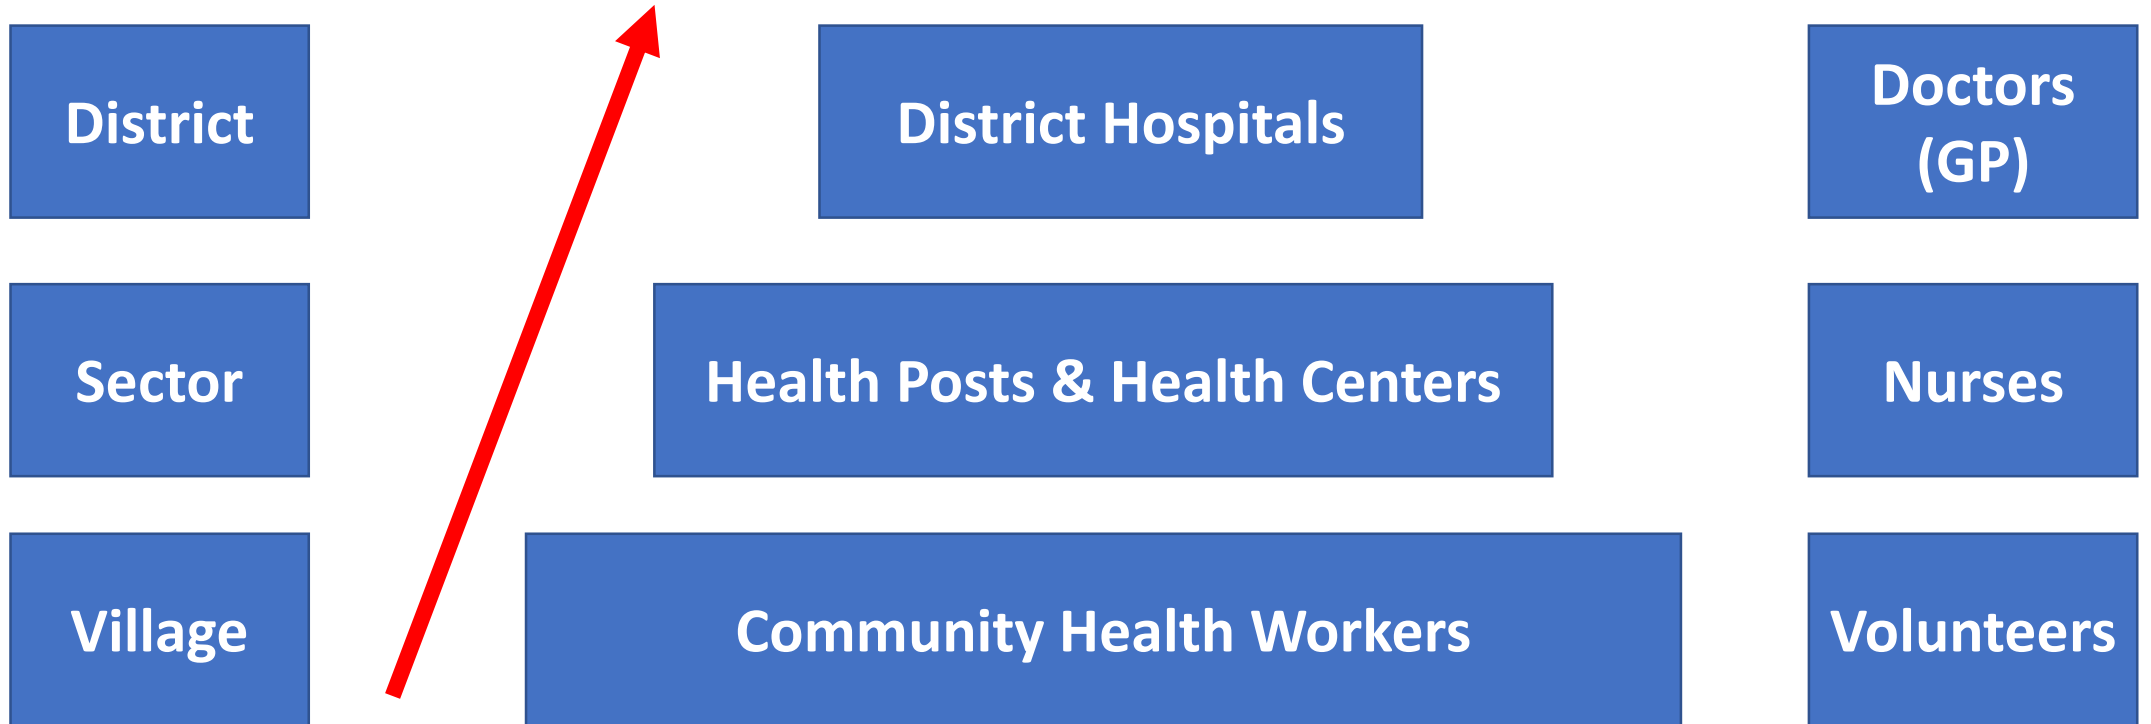 District
District Hospitals
Doctors
(GP)
Sector
Health Posts & Health Centers
Nurses
Village
Community Health Workers
Volunteers